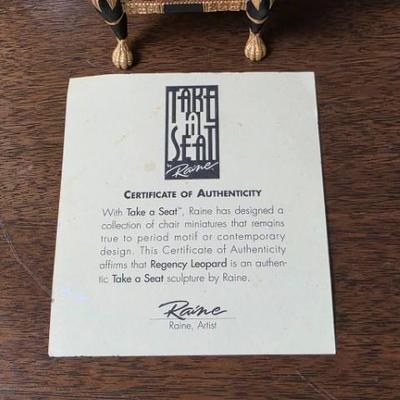 TAKE
A
SEAT
by Raine
CERTIFICATE OF AUTHENTICITY
With Take a Seat™, Raine has designed a
collection of chair miniatures that remains
true to period motif or contemporary
design. This Certificate of Authenticity
affirms that Regency Leopard is an authen-
tic Take a Seat sculpture by Raine.
Raine
Raine, Artist